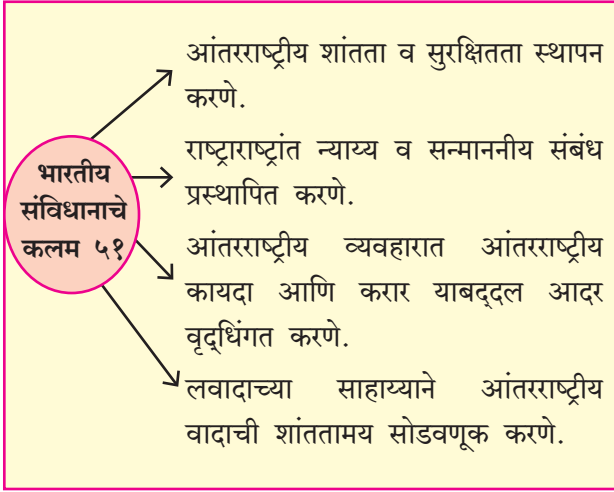 भारतीय
संविधानाचे
कलम ५१
आंतरराष्ट्रीय शांतता व सुरक्षितता स्थापन
करणे.
राष्ट्राराष्ट्रांत न्याय्य व सन्माननीय संबंध
प्रस्थापित करणे.
आंतरराष्ट्रीय व्यवहारात आंतरराष्ट्रीय
कायदा आणि करार याबद्दल आदर
वृद्धिंगत करणे.
लवादाच्या साहाय्याने आंतरराष्ट्रीय
वादाची शांततामय सोडवणूक करणे.